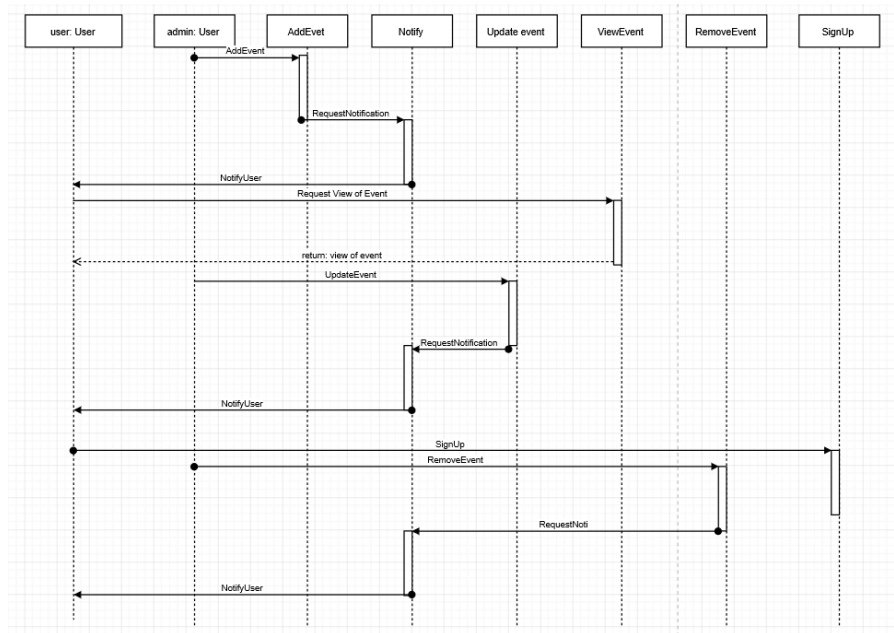 user: User
admin: User
AddEvet
Notify
Update event
ViewEvent
RemoveEvent
SignUp
AddEvent
RequestNotification
NotifyUser
Request View of Event
return: view of event
UpdateEvent
RequestNotification
NotifyUser
SignUp
RemoveEvent
RequestNoti
NotifyUser